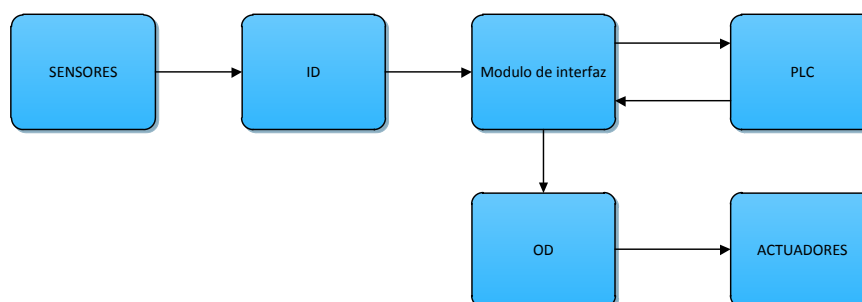 SENSORES
ID
Modulo de interfaz
PLC
OD
ACTUADORES